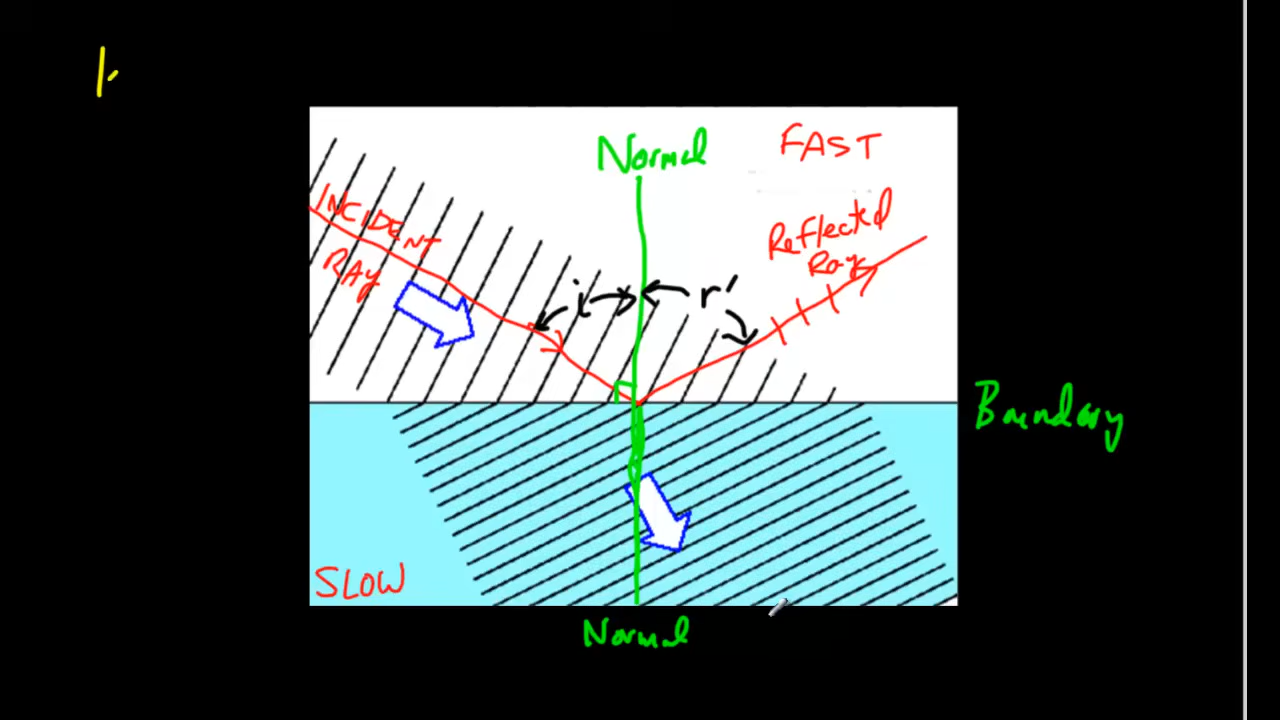 Normal
FAST
INCIDENT
RAY
Reflected
Ray
i
r'
Boundary
SLOW
Normal